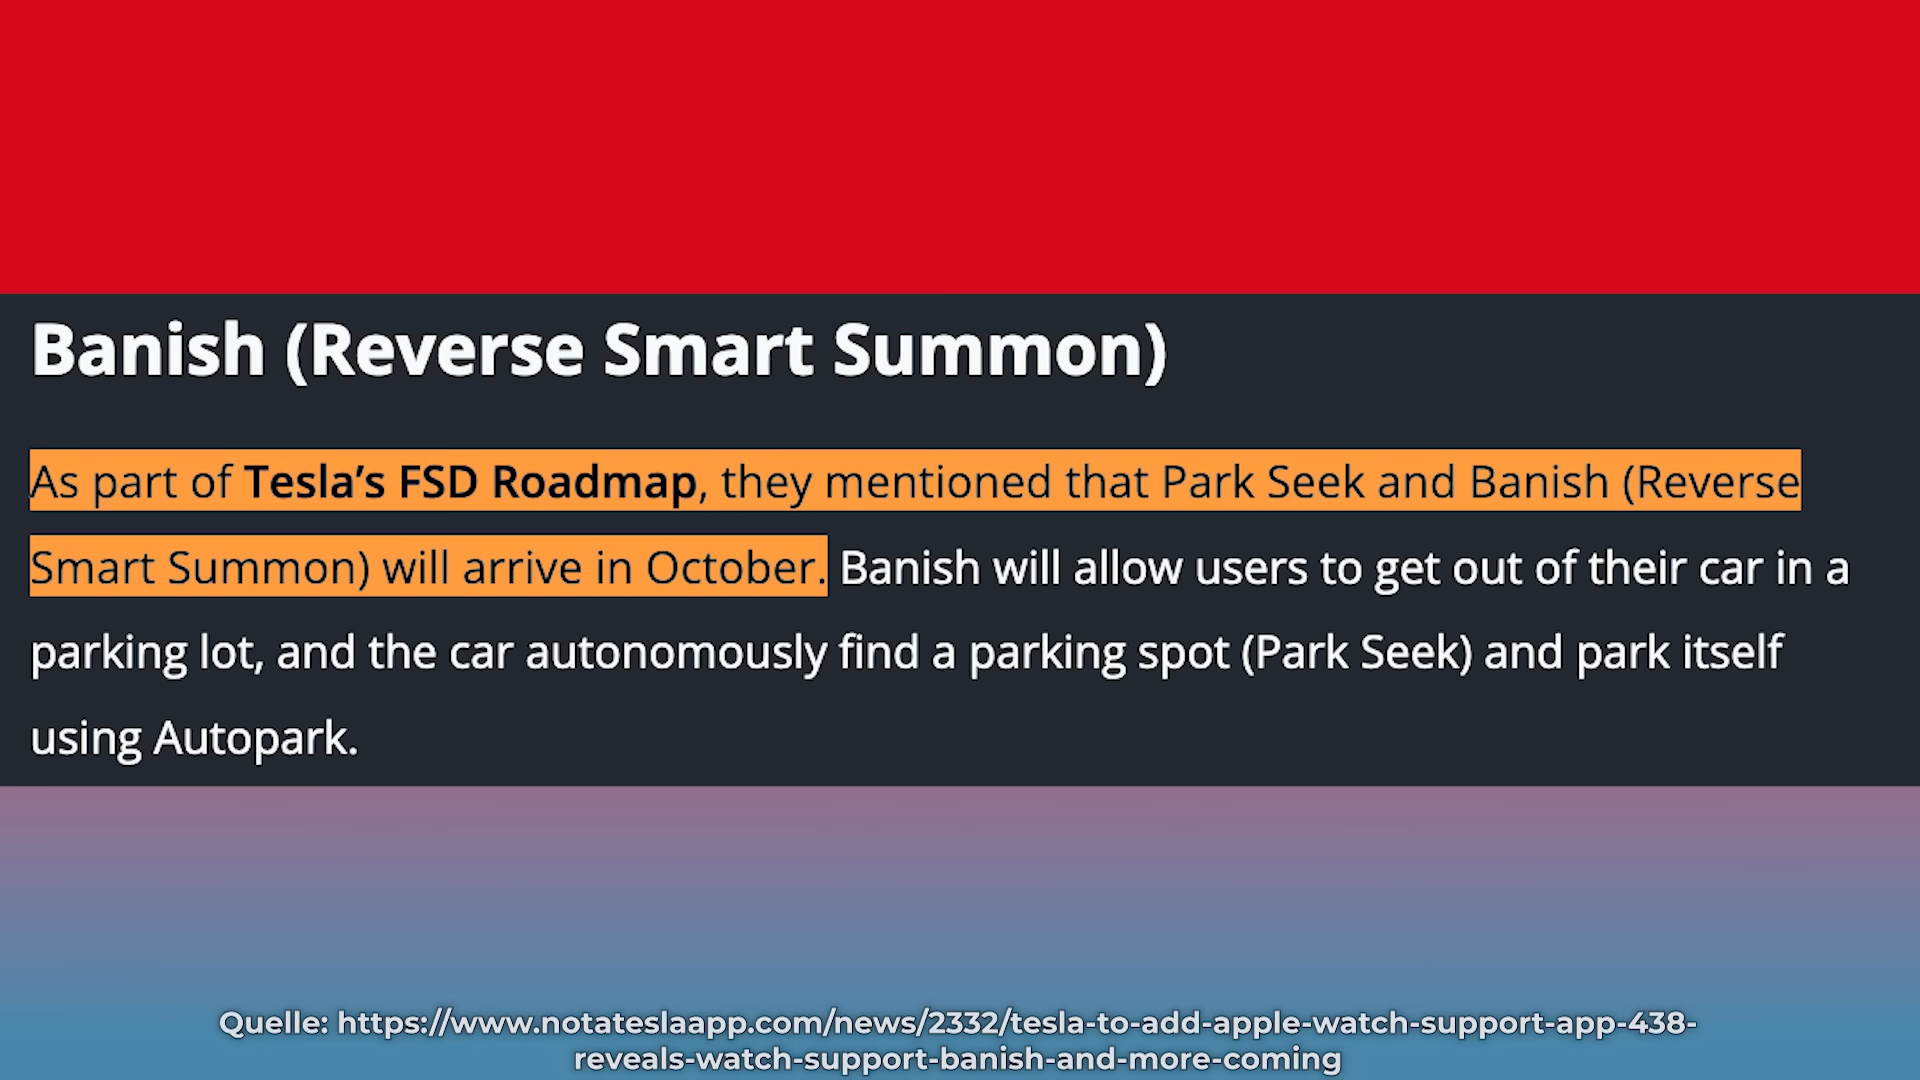 Banish (Reverse Smart Summon)
As part of Tesla’s FSD Roadmap, they mentioned that Park Seek and Banish (Reverse
Smart Summon) will arrive in October. Banish will allow users to get out of their car in a
parking lot, and the car autonomously find a parking spot (Park Seek) and park itself
using Autopark.
Quelle: https://www.notateslaapp.com/news/2332/tesla-to-add-apple-watch-support-app-438-
reveals-watch-support-banish-and-more-coming